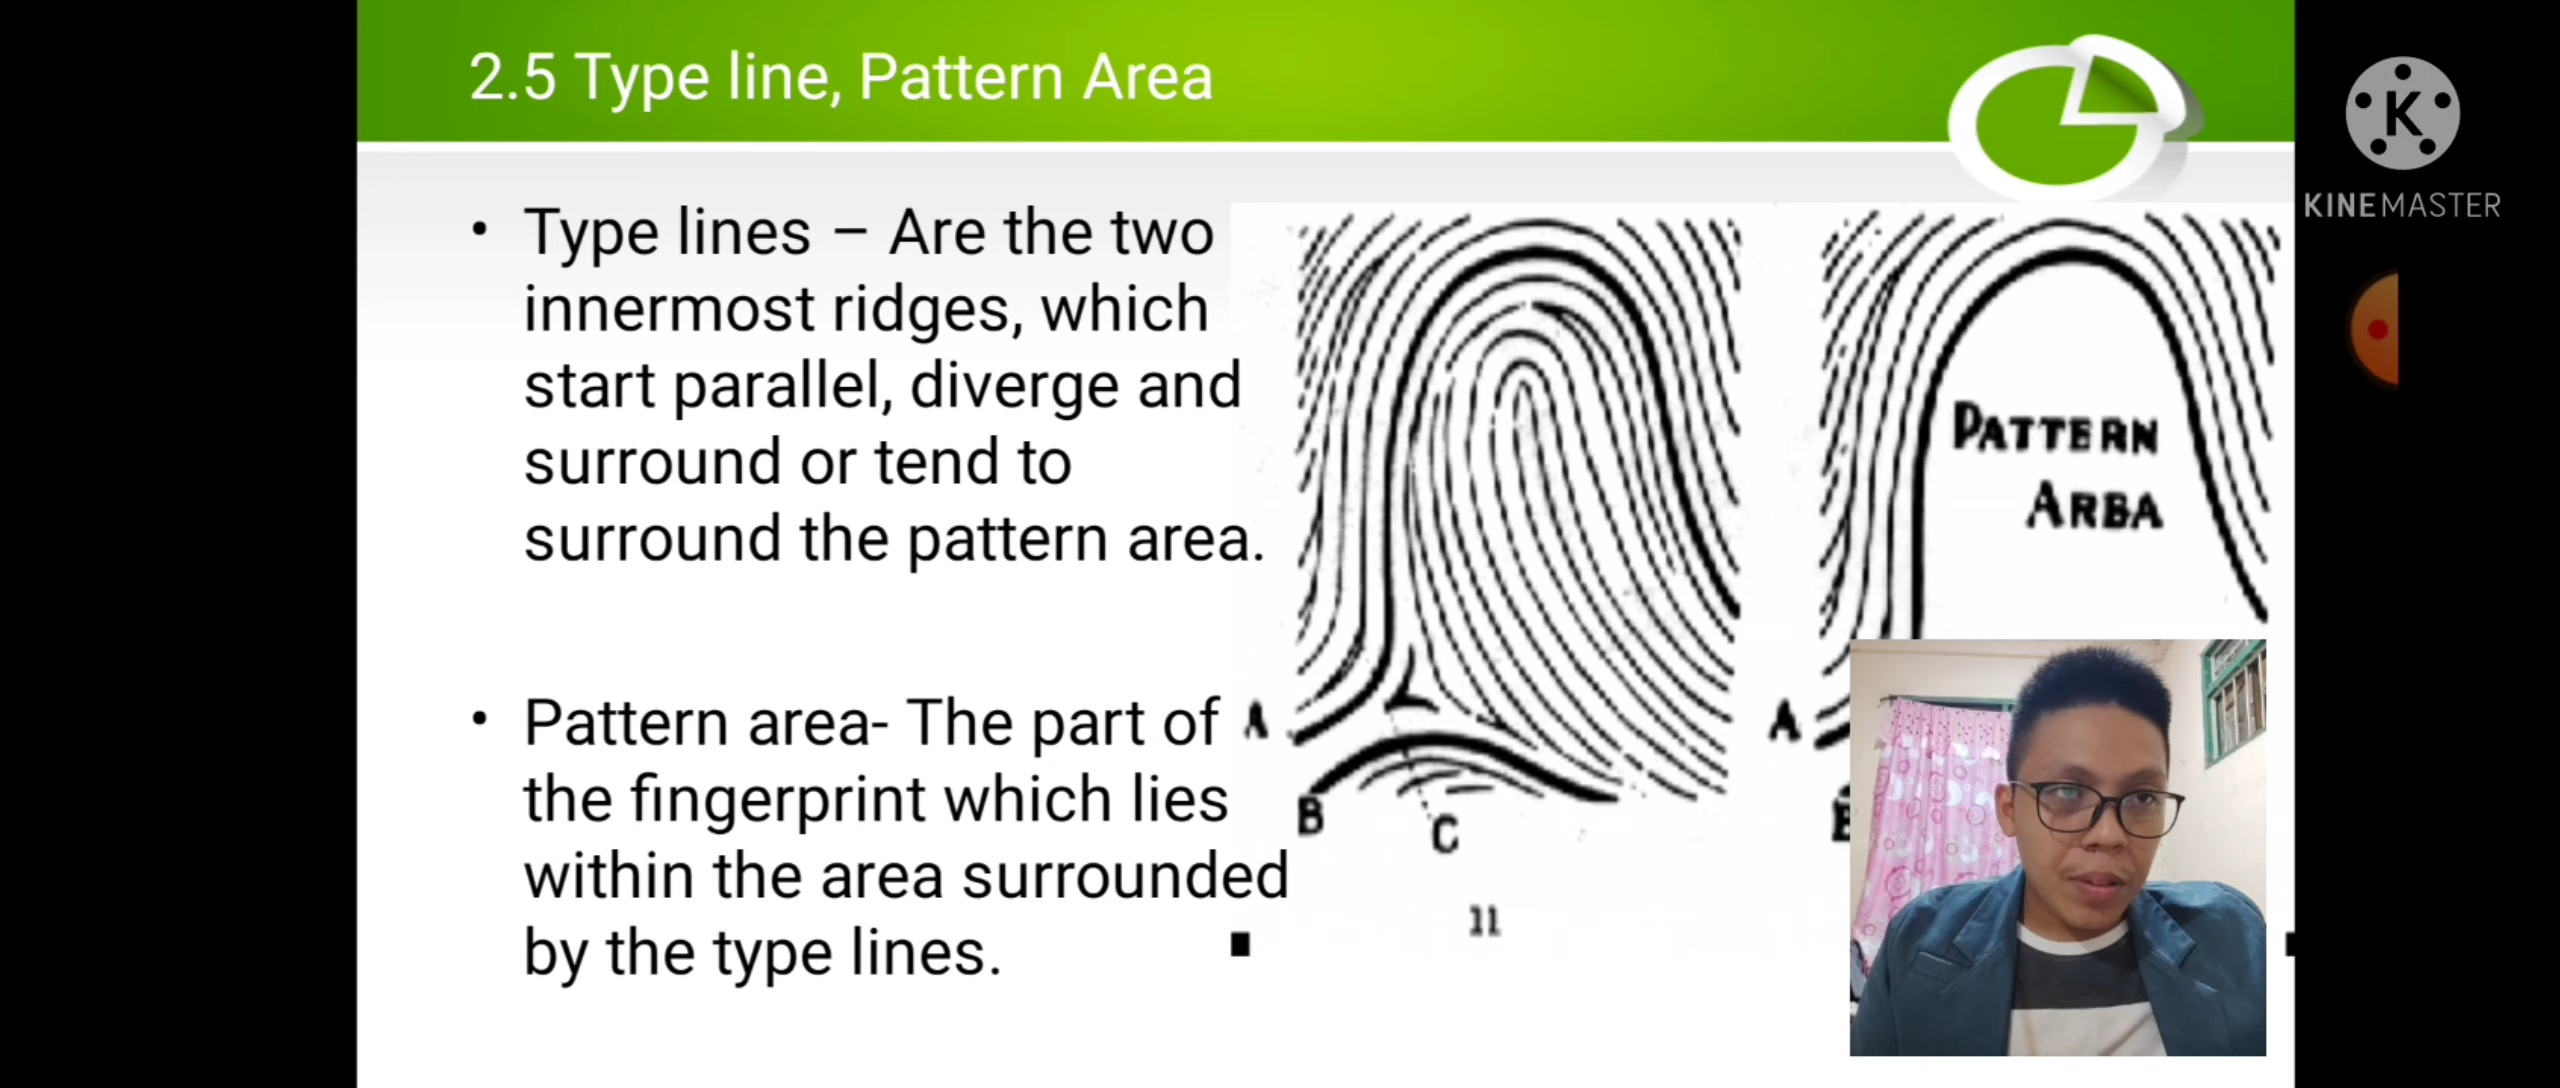 2.5 Type line, Pattern Area
K
KINEMASTER
• Type lines – Are the two
innermost ridges, which
start parallel, diverge and
surround or tend to
surround the pattern area.
• Pattern area- The part of
the fingerprint which lies
within the area surrounded
by the type lines.
A
B
C
11
PATTERN
AREA
A